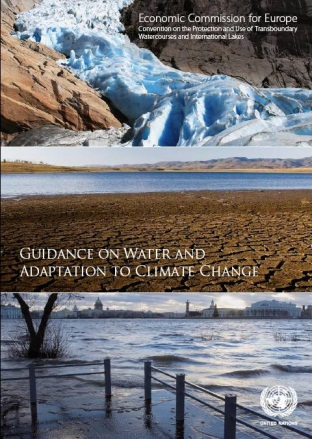 Economic Commission for Europe
Convention on the Protection and Use of Transboundary
Watercourses and International Lakes
GUIDANCE ON WATER AND
ADAPTATION TO CLIMATE CHANGE
UNITED NATIONS